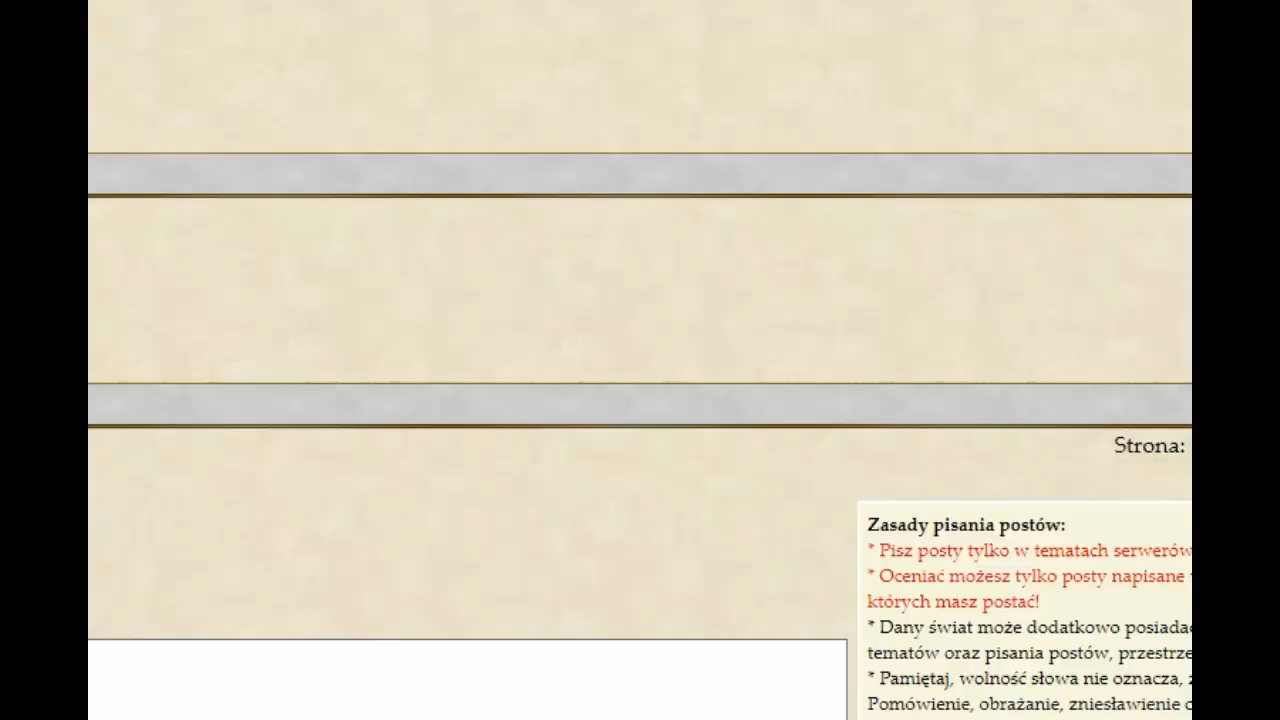 Strona:
Zasady pisania postów:
* Pisz posty tylko w tematach serwerów
* Oceniać możesz tylko posty napisane
których masz postać!
* Dany świat może dodatkowo posiadać
tematów oraz pisania postów, przestrze
* Pamiętaj, wolność słowa nie oznacza,
Pomówienie, obrażanie, zniesławienie